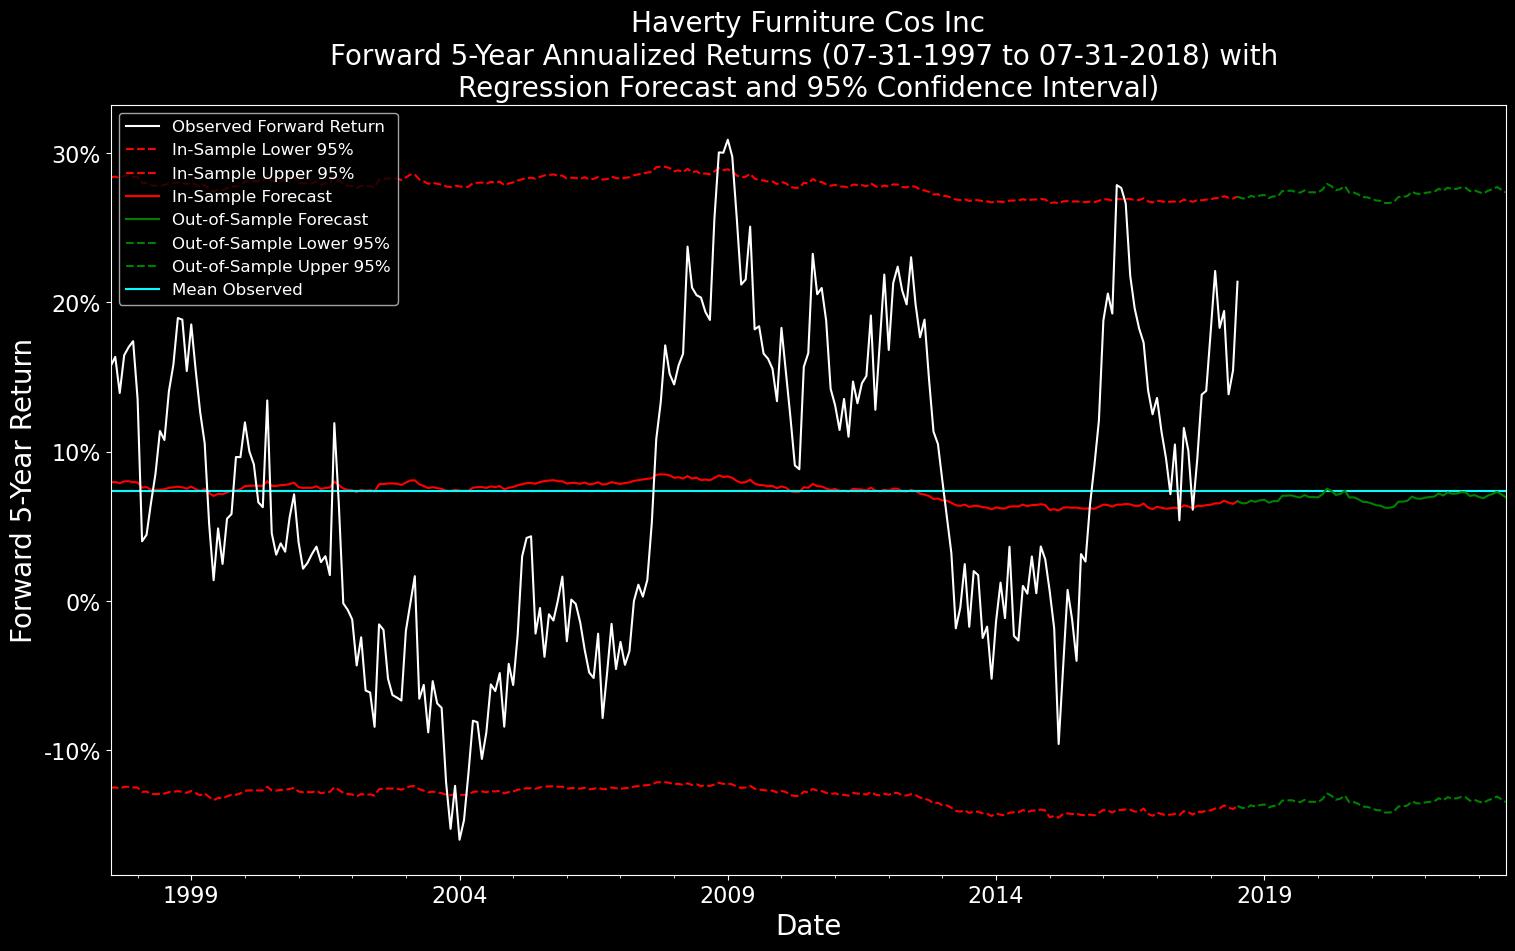 Haverty Furniture Cos Inc
Forward 5-Year Annualized Returns (07-31-1997 to 07-31-2018) with
Regression Forecast and 95% Confidence Interval)
Observed Forward Return
In-Sample Lower 95%
In-Sample Upper 95%
In-Sample Forecast
Out-of-Sample Forecast
Out-of-Sample Lower 95%
Out-of-Sample Upper 95%
Mean Observed
30%
20%
10%
0%
-10%
Forward 5-Year Return
1999 2004 2009 2014 2019
Date